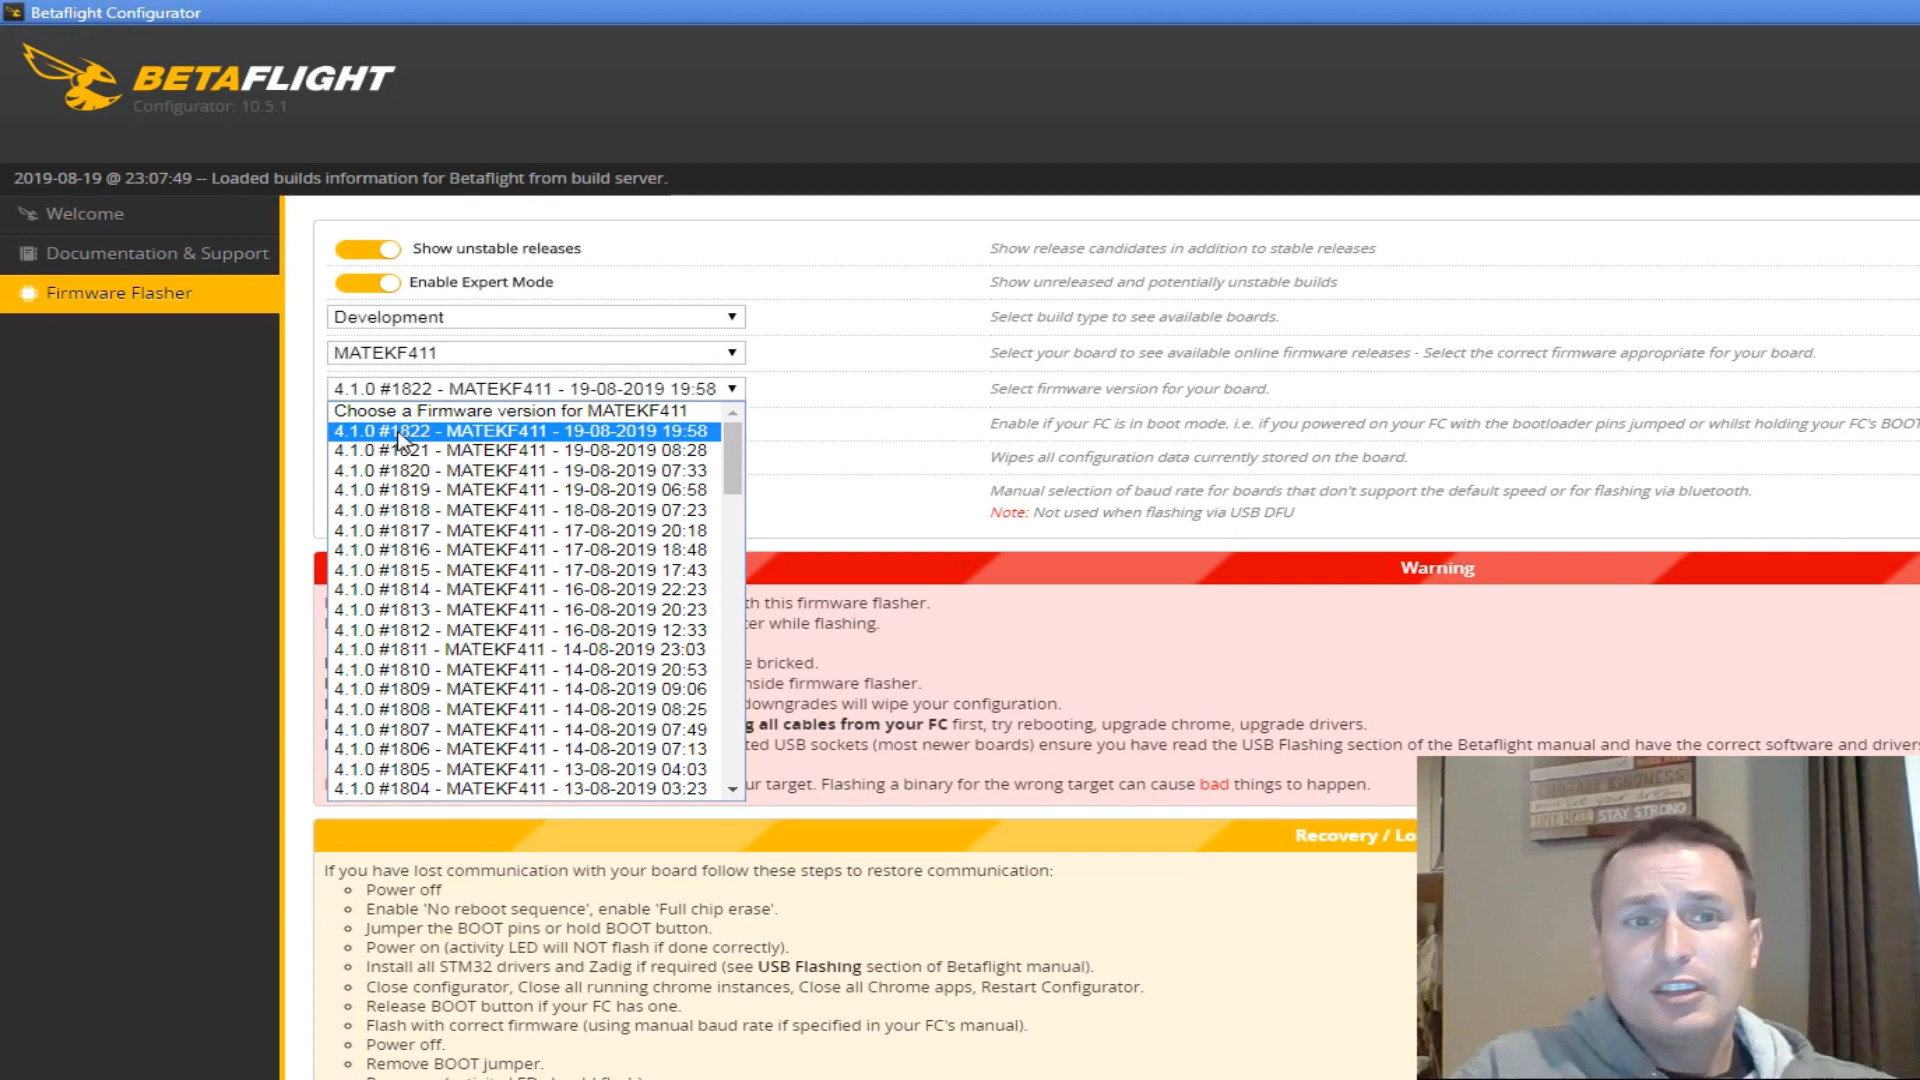 Betaflight Configurator
BETAFLIGHT
Configurator: 10.5.1
2019-08-19 @ 23:07:49 -- Loaded builds information for Betaflight from build server.
Welcome
Documentation & Support
Firmware Flasher
Show unstable releases
Show release candidates in addition to stable releases
Enable Expert Mode
Show unreleased and potentially unstable builds
Development
Select build type to see available boards.
MATEKF411
Select your board to see available online firmware releases - Select the correct firmware appropriate for your board.
4.1.0 #1822 - MATEKF411 - 19-08-2019 19:58
Select firmware version for your board.
Choose a Firmware version for MATEKF411
4.1.0 #1822 - MATEKF411 - 19-08-2019 19:58
4.1.0 #1821 - MATEKF411 - 19-08-2019 08:28
4.1.0 #1820 - MATEKF411 - 19-08-2019 07:33
4.1.0 #1819 - MATEKF411 - 19-08-2019 06:58
4.1.0 #1818 - MATEKF411 - 18-08-2019 07:23
4.1.0 #1817 - MATEKF411 - 17-08-2019 20:18
4.1.0 #1816 - MATEKF411 - 17-08-2019 18:48
4.1.0 #1815 - MATEKF411 - 17-08-2019 17:43
4.1.0 #1814 - MATEKF411 - 16-08-2019 22:23
4.1.0 #1813 - MATEKF411 - 16-08-2019 20:23
4.1.0 #1812 - MATEKF411 - 16-08-2019 12:33
4.1.0 #1811 - MATEKF411 - 14-08-2019 23:03
4.1.0 #1810 - MATEKF411 - 14-08-2019 20:53
4.1.0 #1809 - MATEKF411 - 14-08-2019 09:06
4.1.0 #1808 - MATEKF411 - 14-08-2019 08:25
4.1.0 #1807 - MATEKF411 - 14-08-2019 07:49
4.1.0 #1806 - MATEKF411 - 14-08-2019 07:13
4.1.0 #1805 - MATEKF411 - 13-08-2019 04:03
4.1.0 #1804 - MATEKF411 - 13-08-2019 03:23
Enable if your FC is in boot mode. i.e. if you powered on your FC with the bootloader pins jumped or whilst holding your FC's BOOT
Wipes all configuration data currently stored on the board.
Manual selection of baud rate for boards that don't support the default speed or for flashing via bluetooth.
Note: Not used when flashing via USB DFU
Warning
th this firmware flasher.
er while flashing.
e bricked.
nside firmware flasher.
downgrades will wipe your configuration.
g all cables from your FC first, try rebooting, upgrade chrome, upgrade drivers.
ted USB sockets (most newer boards) ensure you have read the USB Flashing section of the Betaflight manual and have the correct software and drivers
ur target. Flashing a binary for the wrong target can cause bad things to happen.
Recovery / Lo
If you have lost communication with your board follow these steps to restore communication:
Power off
Enable 'No reboot sequence', enable 'Full chip erase'.
Jumper the BOOT pins or hold BOOT button.
Power on (activity LED will NOT flash if done correctly).
Install all STM32 drivers and Zadig if required (see USB Flashing section of Betaflight manual).
Close configurator, Close all running chrome instances, Close all Chrome apps, Restart Configurator.
Release BOOT button if your FC has one.
Flash with correct firmware (using manual baud rate if specified in your FC's manual).
Power off.
Remove BOOT jumper.
KINDNESS
live your dream
STAY STRONG